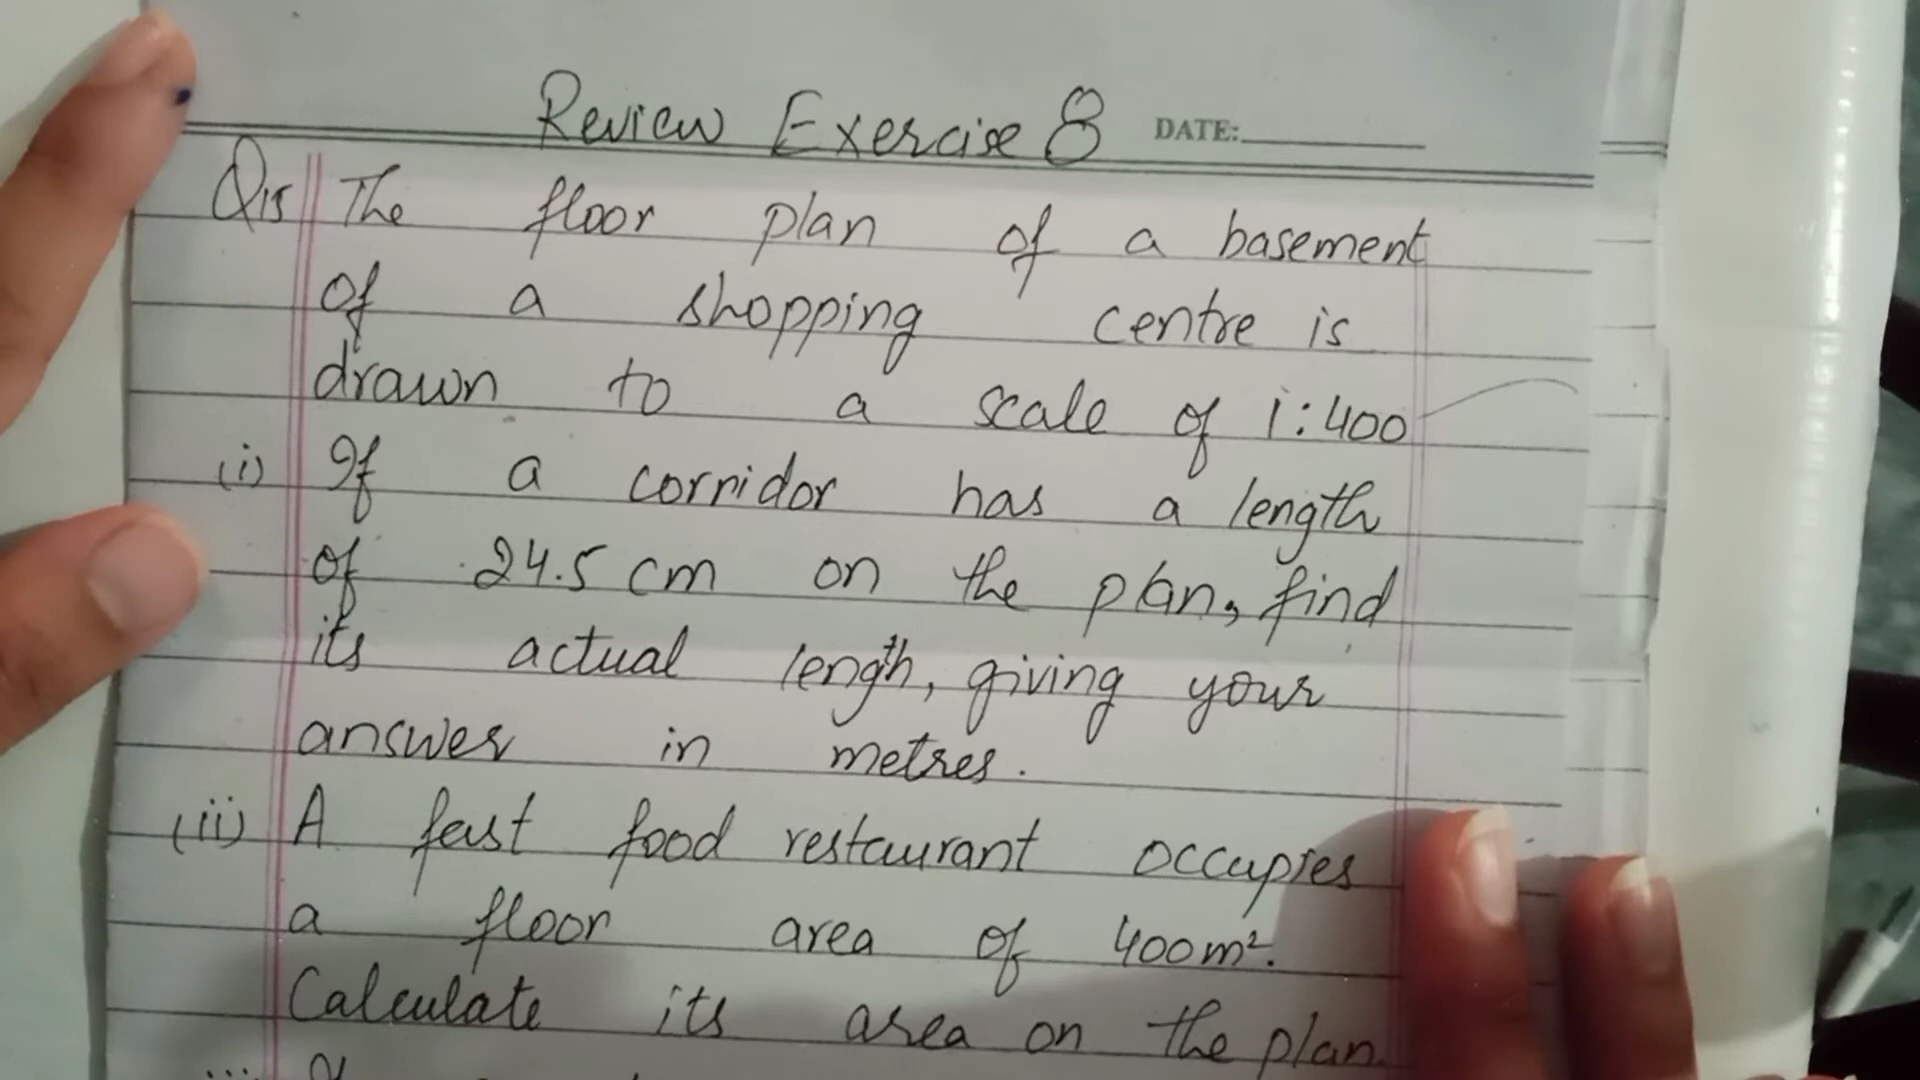 Review Exercise 8 DATE:
Q15 The floor plan of a basement
of a shopping centre is
drawn to a scale of 1:400
(i) If a corridor has a length
of 24.5 cm on the plan, find
its actual length, giving your
answer in metres.
(ii) A fast food restaurant occupies
a floor area of 400m².
Calculate its area on the plan.